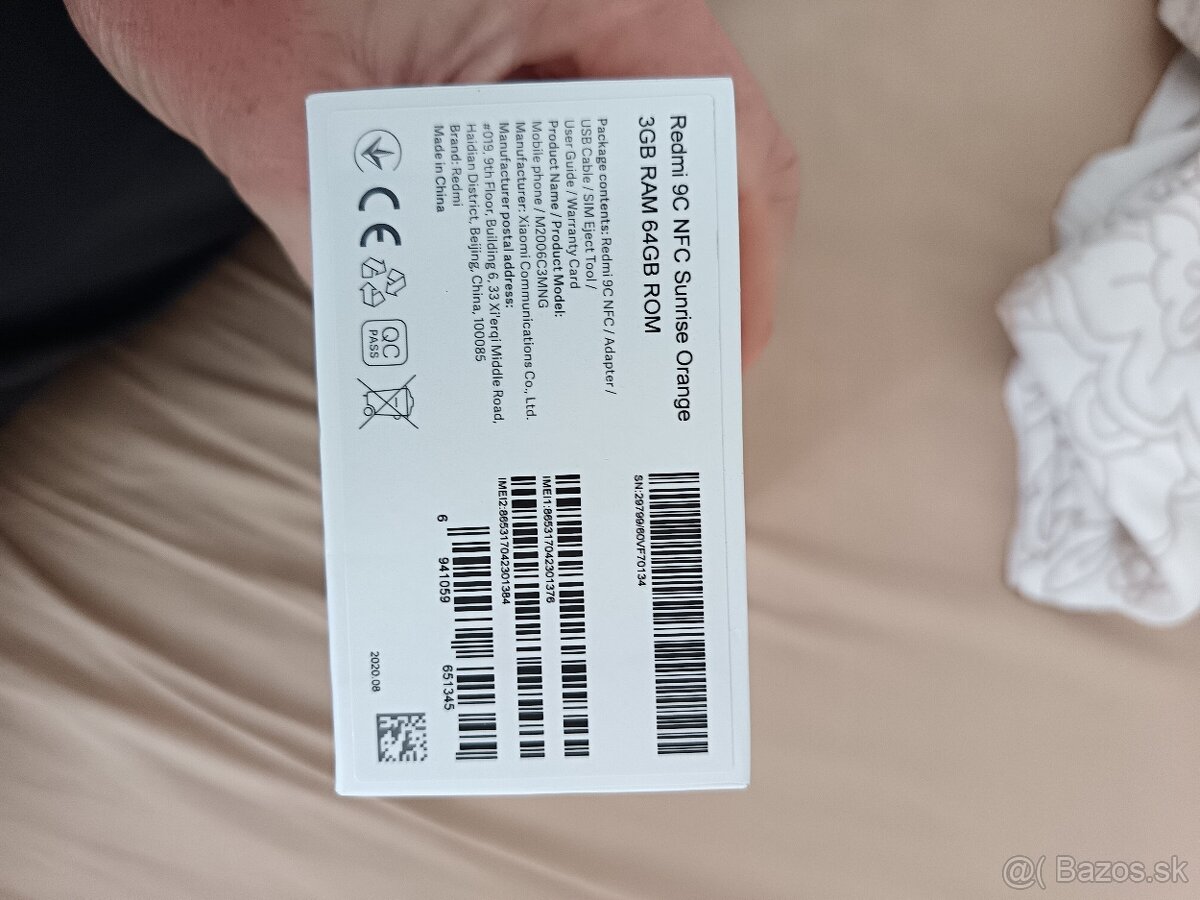 Redmi 9C NFC Sunrise Orange
3GB RAM 64GB ROM
Package contents: Redmi 9C NFC / Adapter /
USB Cable / SIM Eject Tool /
User Guide / Warranty Card
Product Name / Product Model:
Mobile phone / M2006C3MNG
Manufacturer: Xiaomi Communications Co., Ltd.
Manufacturer postal address:
#019, 9th Floor, Building 6, 33 Xi'erqi Middle Road,
Haidian District, Beijing, China, 100085
Brand: Redmi
Made in China
CE
QC
PASS
SN:29799/60VF70134
IMEI1:865317042301376
IMEI2:865317042301384
6 941059 651345
2020.08
@( Bazos.sk